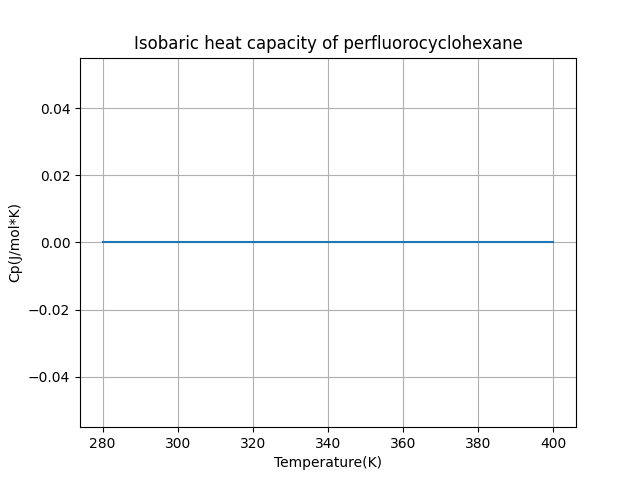 Isobaric heat capacity of perfluorocyclohexane
Cp(J/mol*K)
0.04
0.02
0.00
−0.02
−0.04
280 300 320 340 360 380 400
Temperature(K)